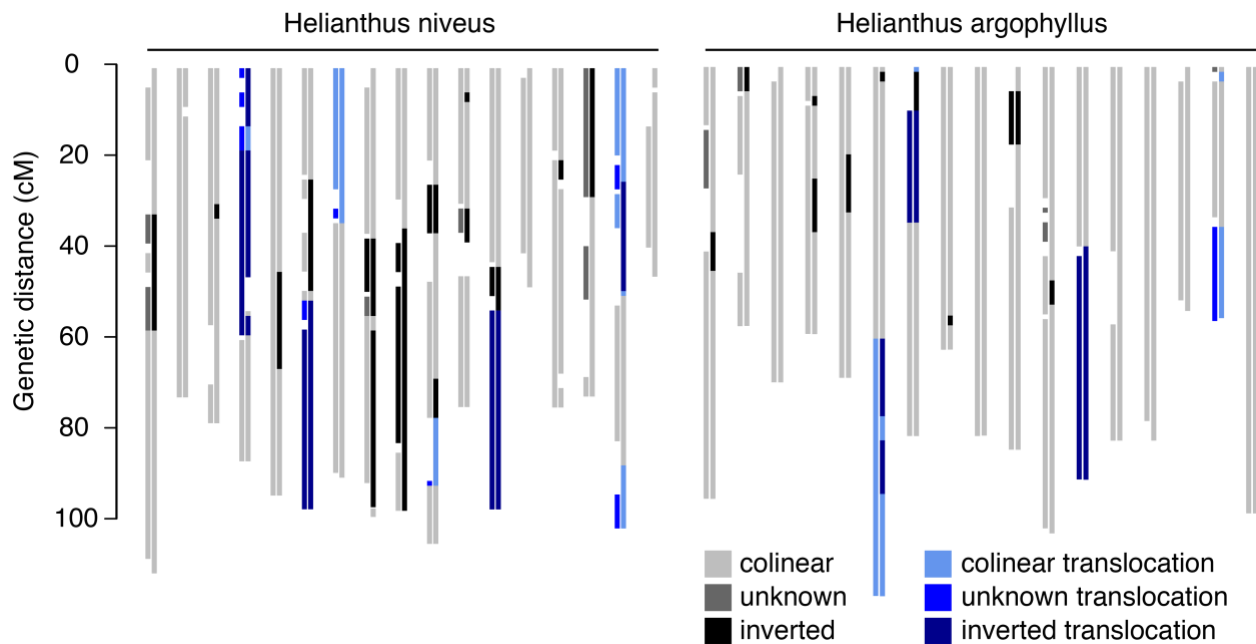 Helianthus niveus
Helianthus argophyllus
Genetic distance (cM)
0
20
40
60
80
100
colinear
colinear translocation
unknown
unknown translocation
inverted
inverted translocation